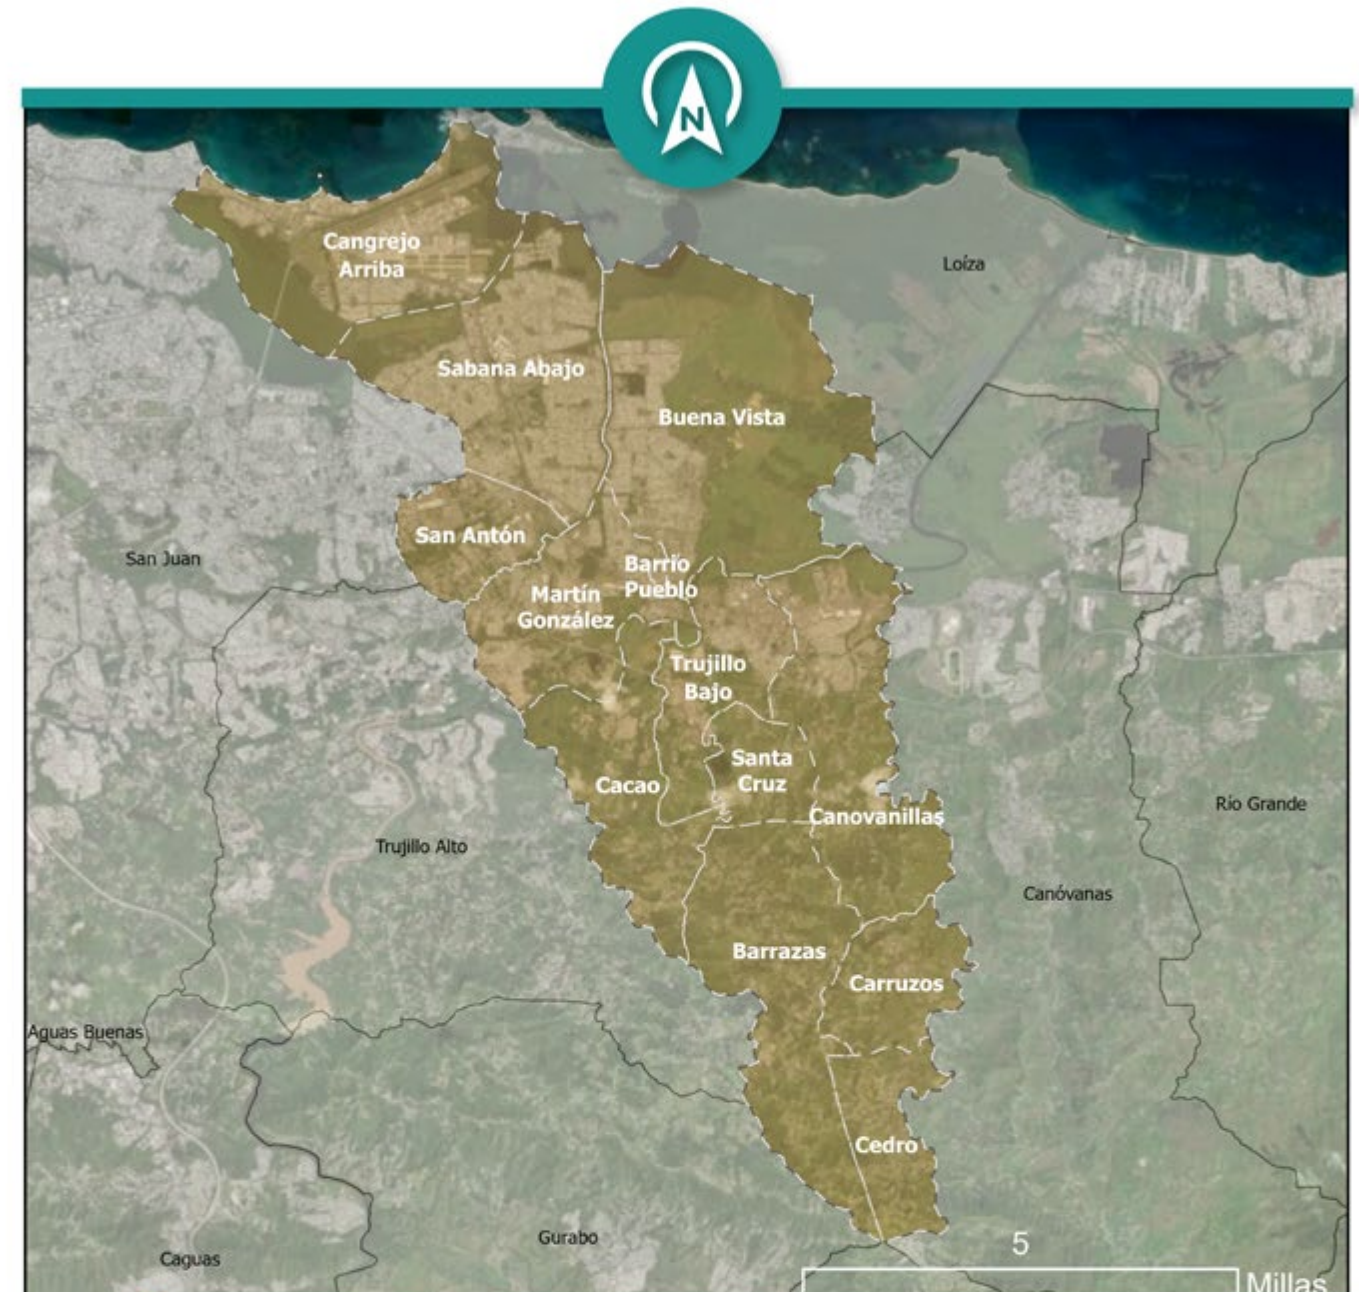 N
Cangrejo
Arriba
Loíza
Sabana Abajo
Buena Vista
San Antón
San Juan
Barrio
Pueblo
Martín
González
Trujillo
Bajo
Santa
Cruz
Cacao
Canovanillas
Río Grande
Trujillo Alto
Canóvanas
Barrazas
Carruzos
Aguas Buenas
Cedro
Gurabo
Caguas
5
Millas